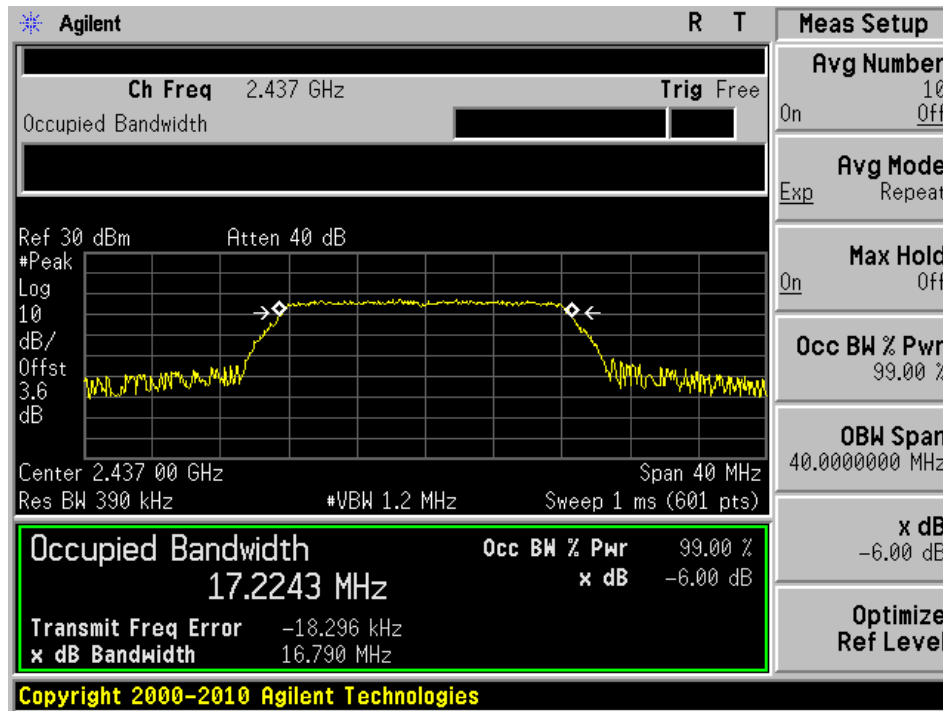 Agilent R T
Ch Freq 2.437 GHz Trig Free
Occupied Bandwidth
Ref 30 dBm Atten 40 dB
#Peak
Log
10
dB/
Offst
3.6
dB
Center 2.437 00 GHz Span 40 MHz
Res BW 390 kHz #VBW 1.2 MHz Sweep 1 ms (601 pts)
Occupied Bandwidth Occ BW % Pwr 99.00 %
17.2243 MHz x dB -6.00 dB
Transmit Freq Error -18.296 kHz
x dB Bandwidth 16.790 MHz
Copyright 2000-2010 Agilent Technologies
Meas Setup
Avg Number
10
On Off
Avg Mode
Exp Repeat
Max Hold
On Off
Occ BW % Pwr
99.00 %
OBW Span
40.0000000 MHz
x dB
-6.00 dB
Optimize
Ref Level